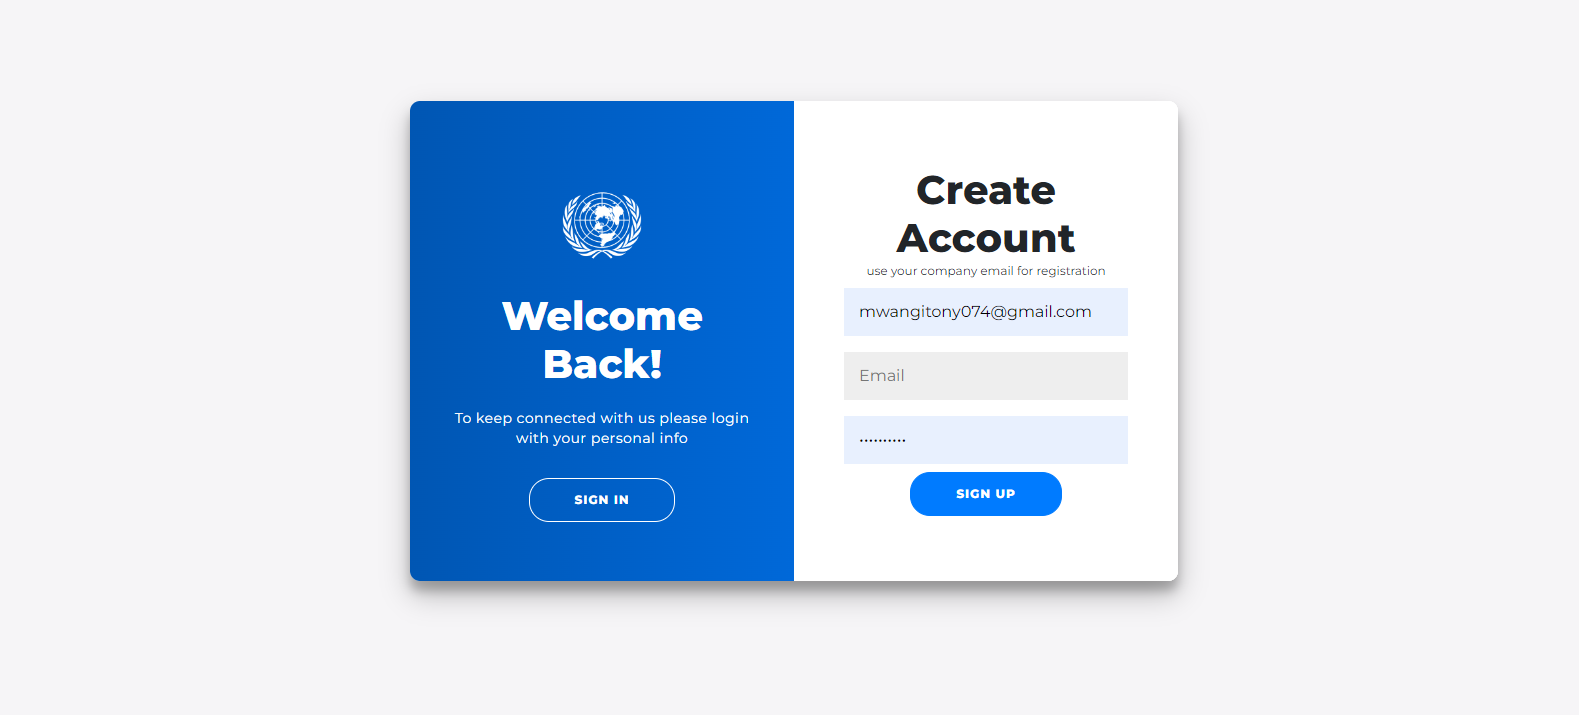 Welcome
Back!
To keep connected with us please login
with your personal info
SIGN IN
Create
Account
use your company email for registration
mwangitony074@gmail.com
Email
••••••••••
SIGN UP